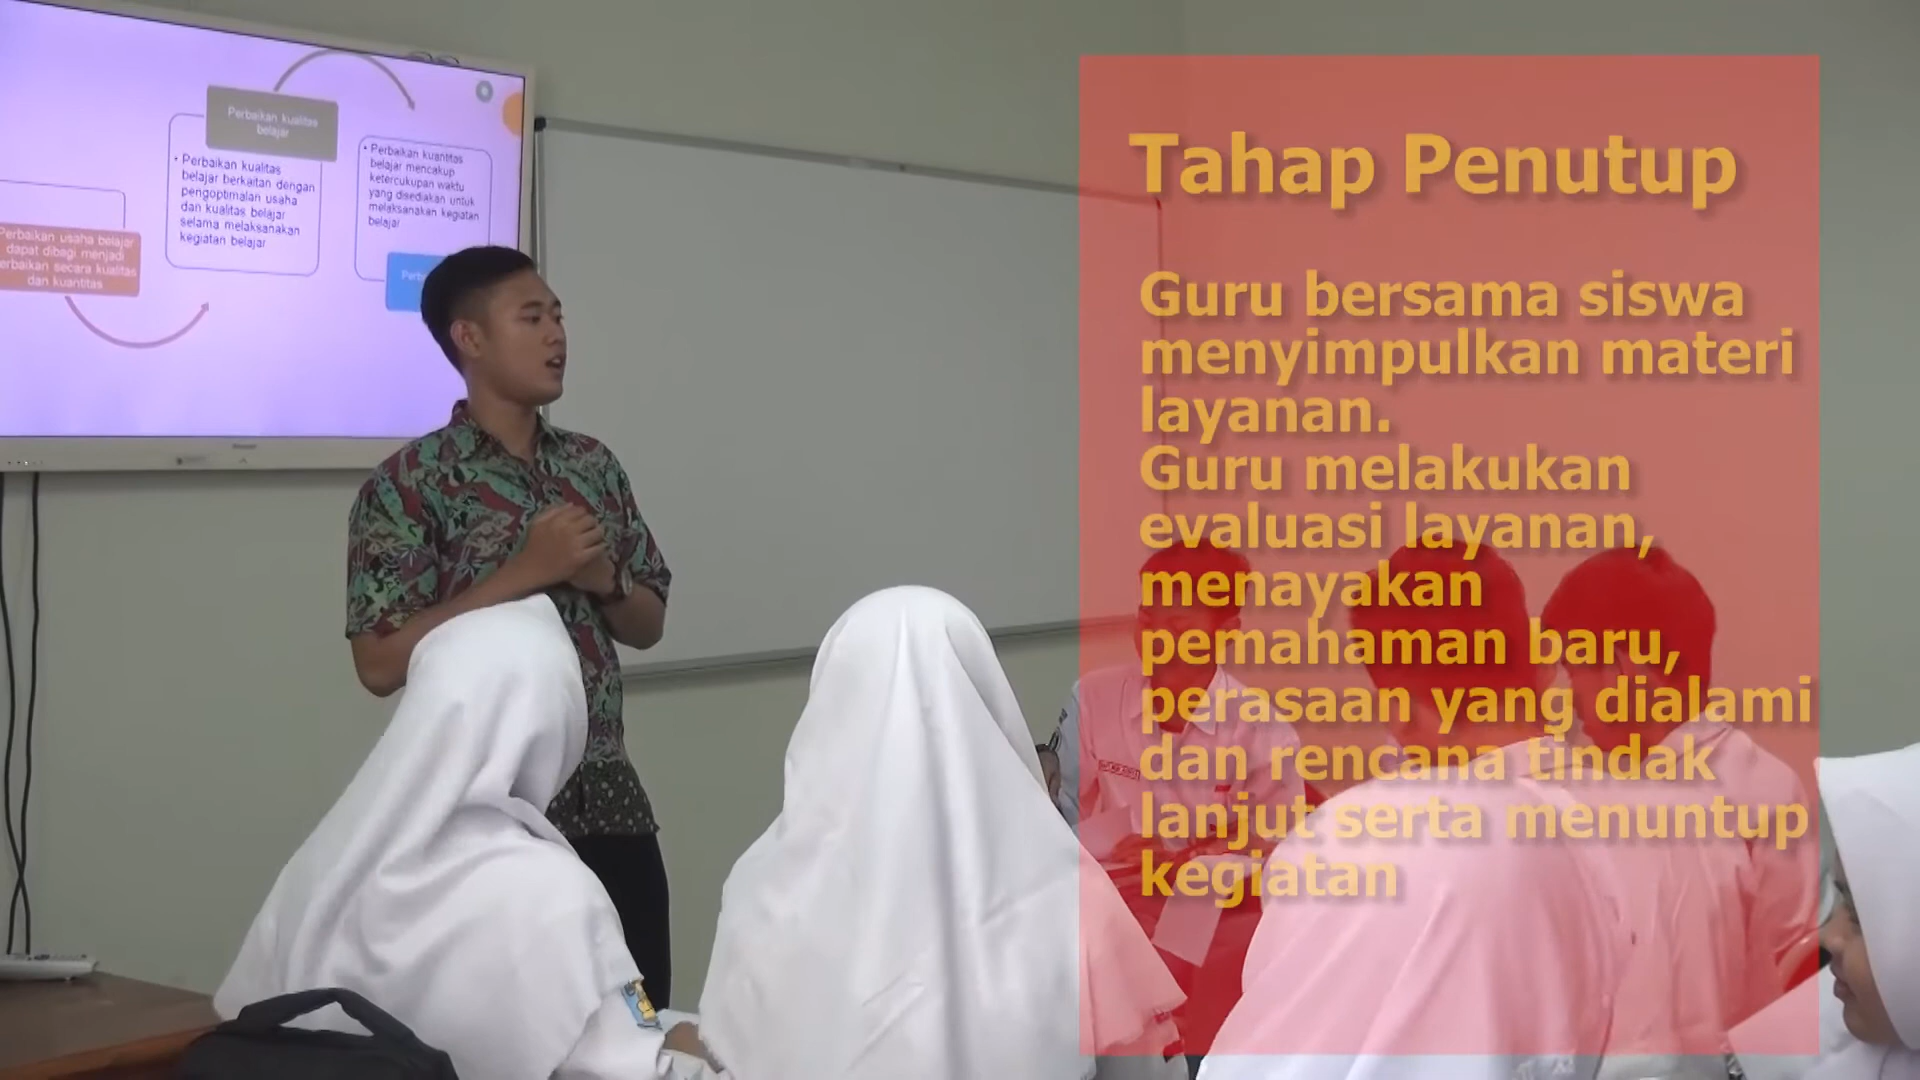 Perbaikan usaha belajar
dapat dibagi menjadi
perbaikan secara kualitas
dan kuantitas
Perbaikan kualitas
belajar
• Perbaikan kualitas
belajar berkaitan dengan
pengoptimalan usaha
dan kualitas belajar
selama melaksanakan
kegiatan belajar
• Perbaikan kuantitas
belajar mencakup
ketercukupan waktu
yang disediakan untuk
melaksanakan kegiatan
belajar
Tahap Penutup
Guru bersama siswa
menyimpulkan materi
layanan.
Guru melakukan
evaluasi layanan,
menayakan
pemahaman baru,
perasaan yang dialami
dan rencana tindak
lanjut serta menuntup
kegiatan